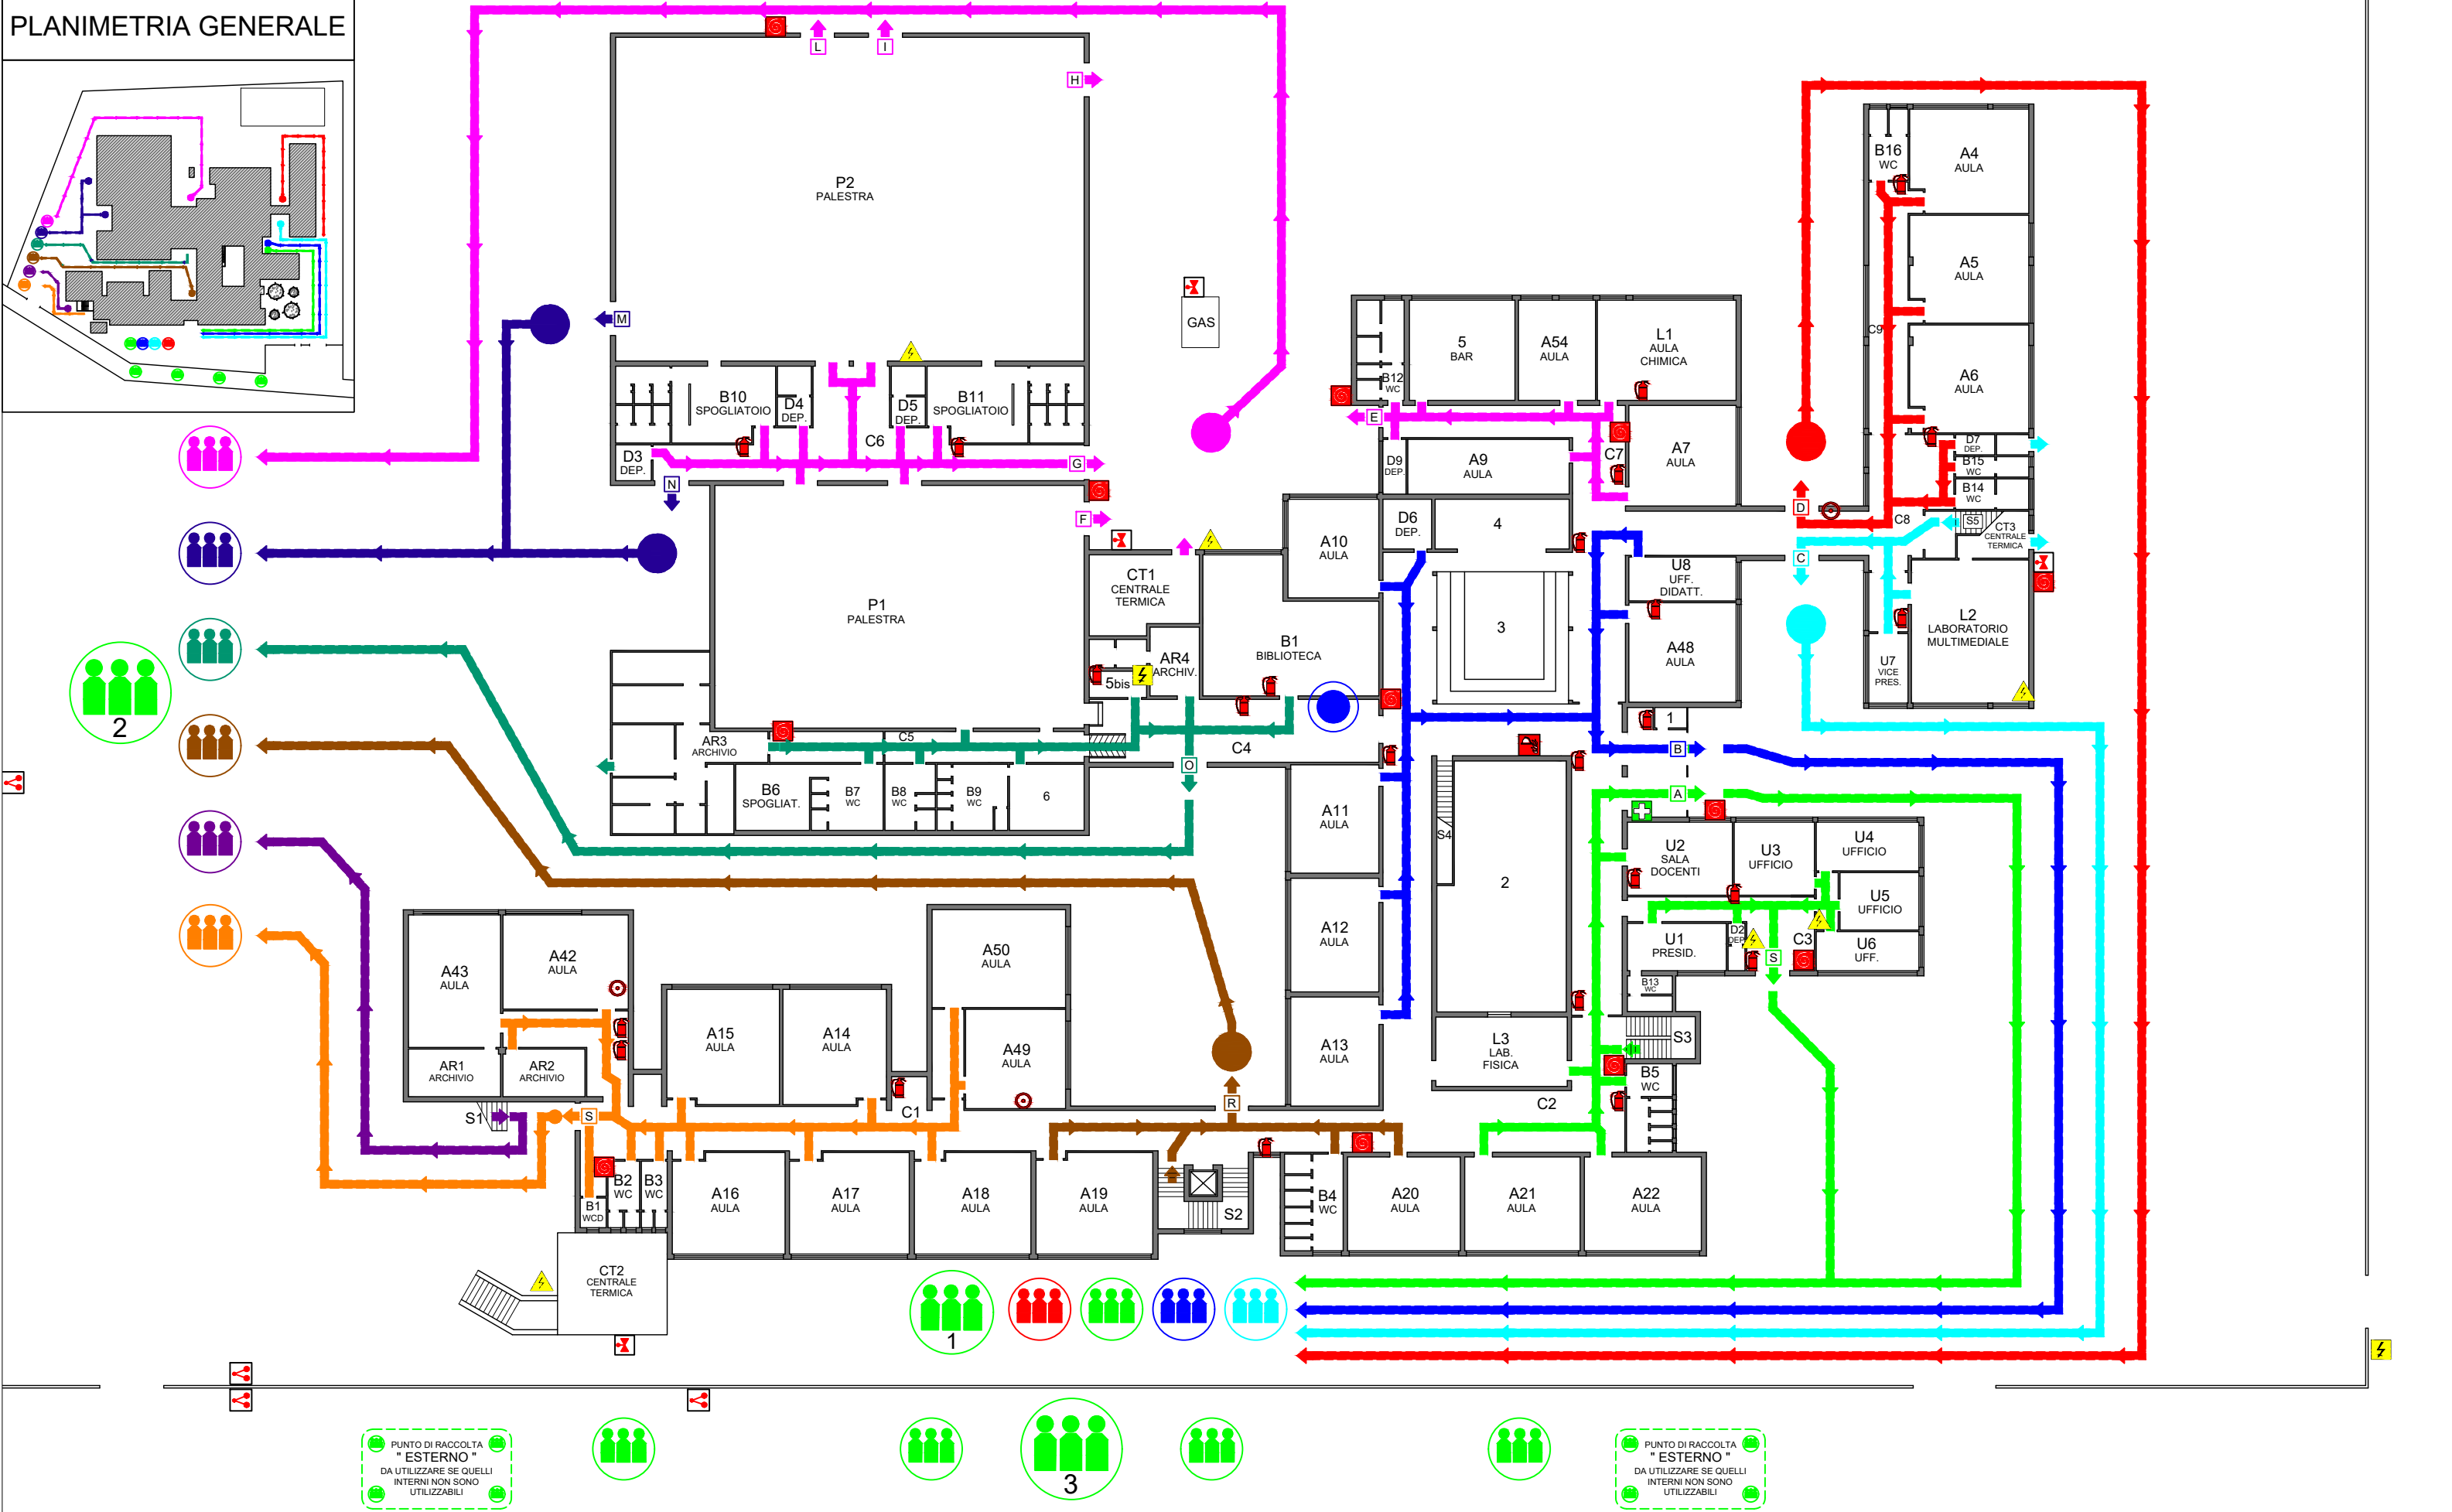 PLANIMETRIA GENERALE
L
I
H
P2
PALESTRA
M
GAS
B10
SPOGLIATOIO
D4
DEP.
D5
DEP.
B11
SPOGLIATOIO
C6
D3
DEP.
G
N
F
P1
PALESTRA
CT1
CENTRALE
TERMICA
AR4
ARCHIV.
5bis
B1
BIBLIOTECA
A10
AULA
AR3
ARCHIVIO
C5
C4
O
B6
SPOGLIAT.
B7
WC
B8
WC
B9
WC
6
5
BAR
A54
AULA
L1
AULA
CHIMICA
B12
WC
E
D9
DEP.
A9
AULA
C7
A7
AULA
D6
DEP.
4
3
U8
UFF.
DIDATT.
A48
AULA
1
B
A
B16
WC
A4
AULA
A5
AULA
C9
A6
AULA
D7
DEP.
B15
WC
B14
WC
D
C8
S5
CT3
CENTRALE
TERMICA
C
L2
LABORATORIO
MULTIMEDIALE
U7
VICE
PRES.
A11
AULA
A12
AULA
A13
AULA
S4
2
L3
LAB.
FISICA
C2
U2
SALA
DOCENTI
U3
UFFICIO
U4
UFFICIO
U5
UFFICIO
U6
UFF.
U1
PRESID.
D2
DEP.
C3
S
B13
WC
S3
B5
WC
2
A43
AULA
A42
AULA
AR1
ARCHIVIO
AR2
ARCHIVIO
S1
S
A15
AULA
A14
AULA
C1
A50
AULA
A49
AULA
R
B1
WCD
B2
WC
B3
WC
A16
AULA
A17
AULA
A18
AULA
A19
AULA
S2
B4
WC
A20
AULA
A21
AULA
A22
AULA
CT2
CENTRALE
TERMICA
1
3
PUNTO DI RACCOLTA
" ESTERNO "
DA UTILIZZARE SE QUELLI
INTERNI NON SONO
UTILIZZABILI
PUNTO DI RACCOLTA
" ESTERNO "
DA UTILIZZARE SE QUELLI
INTERNI NON SONO
UTILIZZABILI